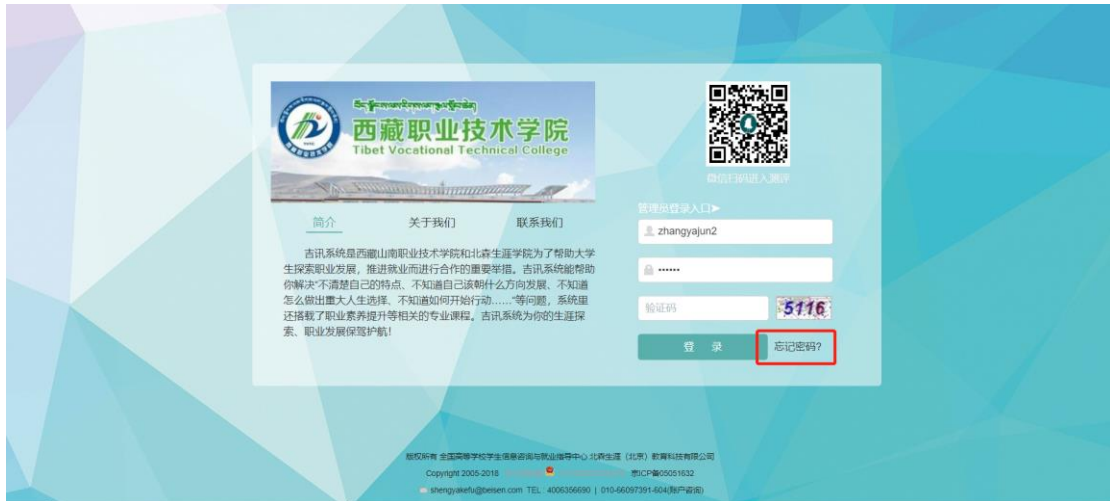 西藏职业技术学院
Tibet Vocational Technical College
简介
关于我们
联系我们
吉讯系统是西藏山南职业技术学院和北森生涯学院为了帮助大学
生探索职业发展，推进就业而进行合作的重要举措。吉讯系统能帮助
你解决“不清楚自己的特点、不知道自己该朝什么方向发展、不知道
怎么做出重大人生选择、不知道如何开始行动……”等问题，系统里
还搭载了职业素养提升等相关的专业课程。吉讯系统为你的生涯探
索、职业发展保驾护航！
微信扫码进入测评
管理员登录入口➤
zhangyajun2
••••••
验证码
5116
登 录
忘记密码?
版权所有 全国高等学校学生信息咨询与就业指导中心 北森生涯（北京）教育科技有限公司
Copyright 2005-2018
京ICP备05051632
shengyakefu@beisen.com TEL : 4006356690 | 010-66097391-604(账户咨询)